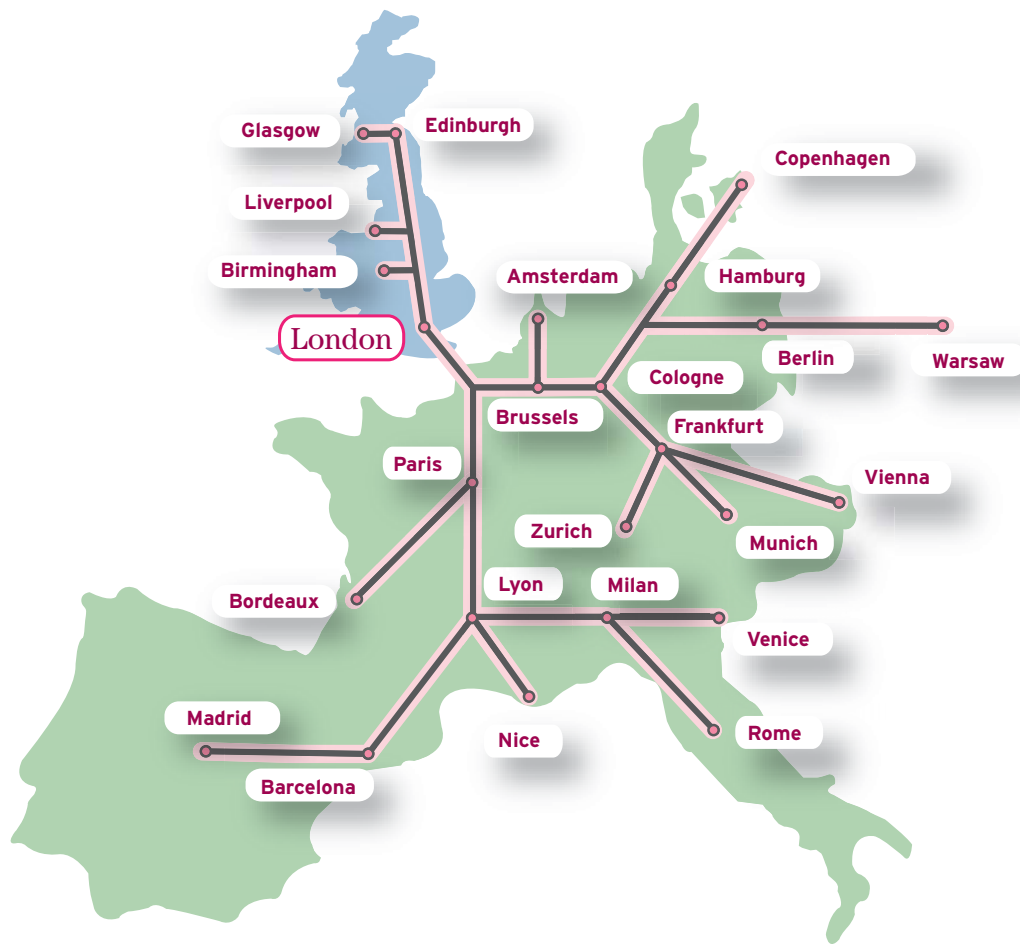 Edinburgh
Glasgow
Copenhagen
Liverpool
Birmingham
Amsterdam
Hamburg
London
Berlin
Warsaw
Cologne
Brussels
Frankfurt
Paris
Vienna
Zurich
Munich
Lyon
Milan
Bordeaux
Venice
Madrid
Nice
Rome
Barcelona